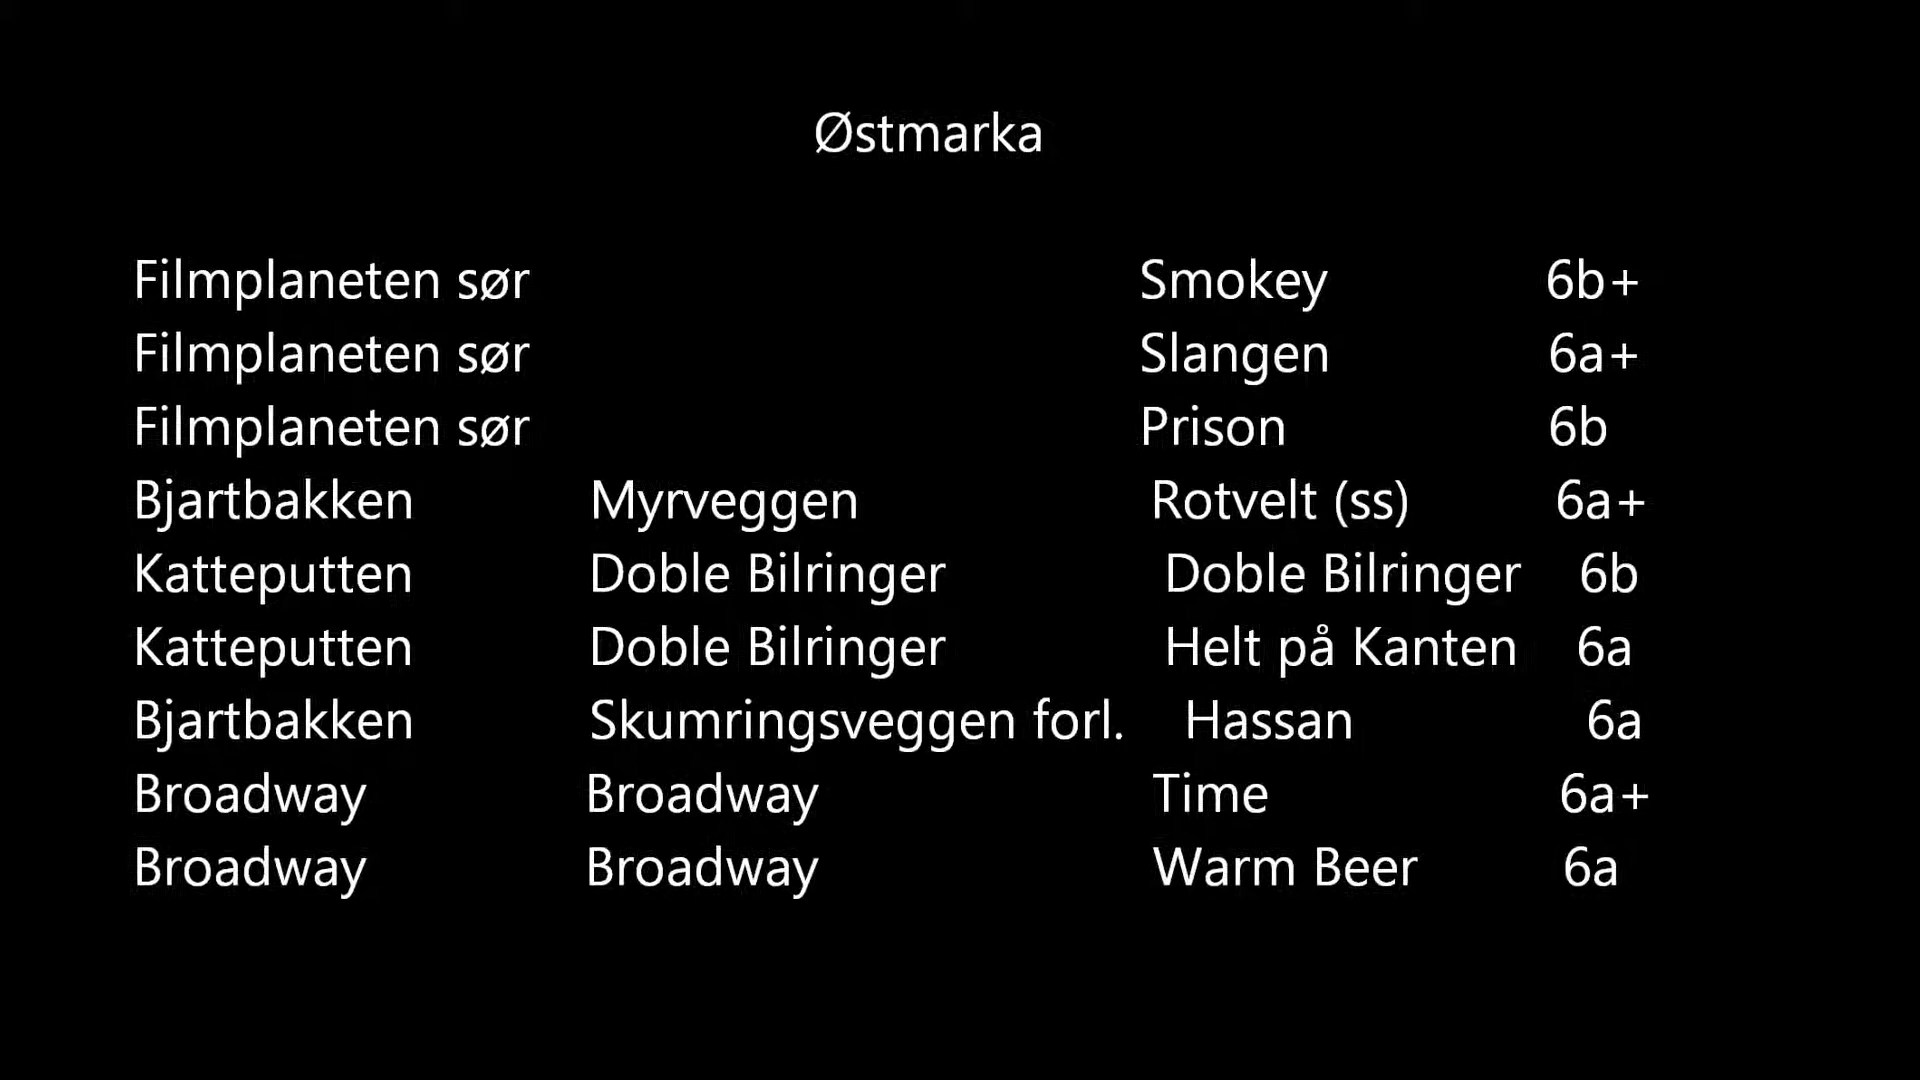 Østmarka
Filmplaneten sør Smokey 6b+
Filmplaneten sør Slangen 6a+
Filmplaneten sør Prison 6b
Bjartbakken Myrveggen Rotvelt (ss) 6a+
Katteputten Doble Bilringer Doble Bilringer 6b
Katteputten Doble Bilringer Helt på Kanten 6a
Bjartbakken Skumringsveggen forl. Hassan 6a
Broadway Broadway Time 6a+
Broadway Broadway Warm Beer 6a